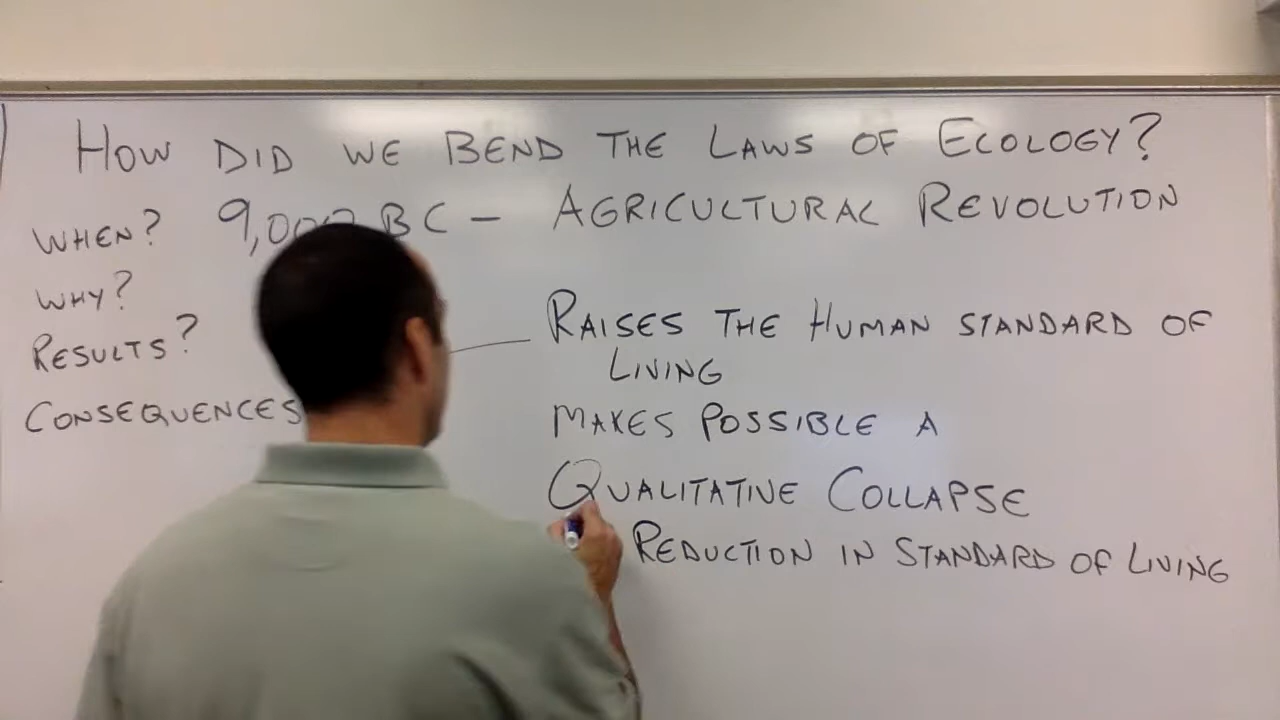 How Did we Bend the Laws of Ecology?
When? 9,000 BC - Agricultural Revolution
Why?
Results?
Consequences
Raises the Human standard of
Living
Makes Possible a
Qualitative Collapse
Reduction in Standard of Living